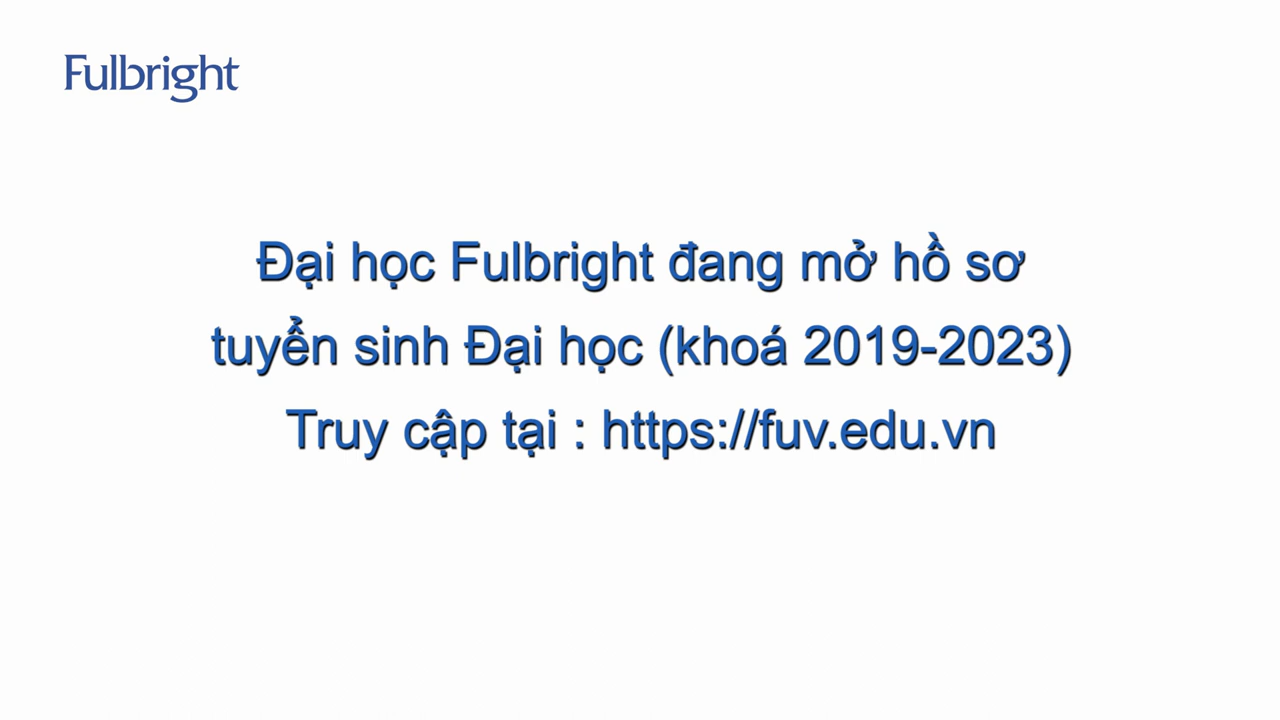 Fulbright
Đại học Fulbright đang mở hồ sơ
tuyển sinh Đại học (khoá 2019-2023)
Truy cập tại : https://fuv.edu.vn